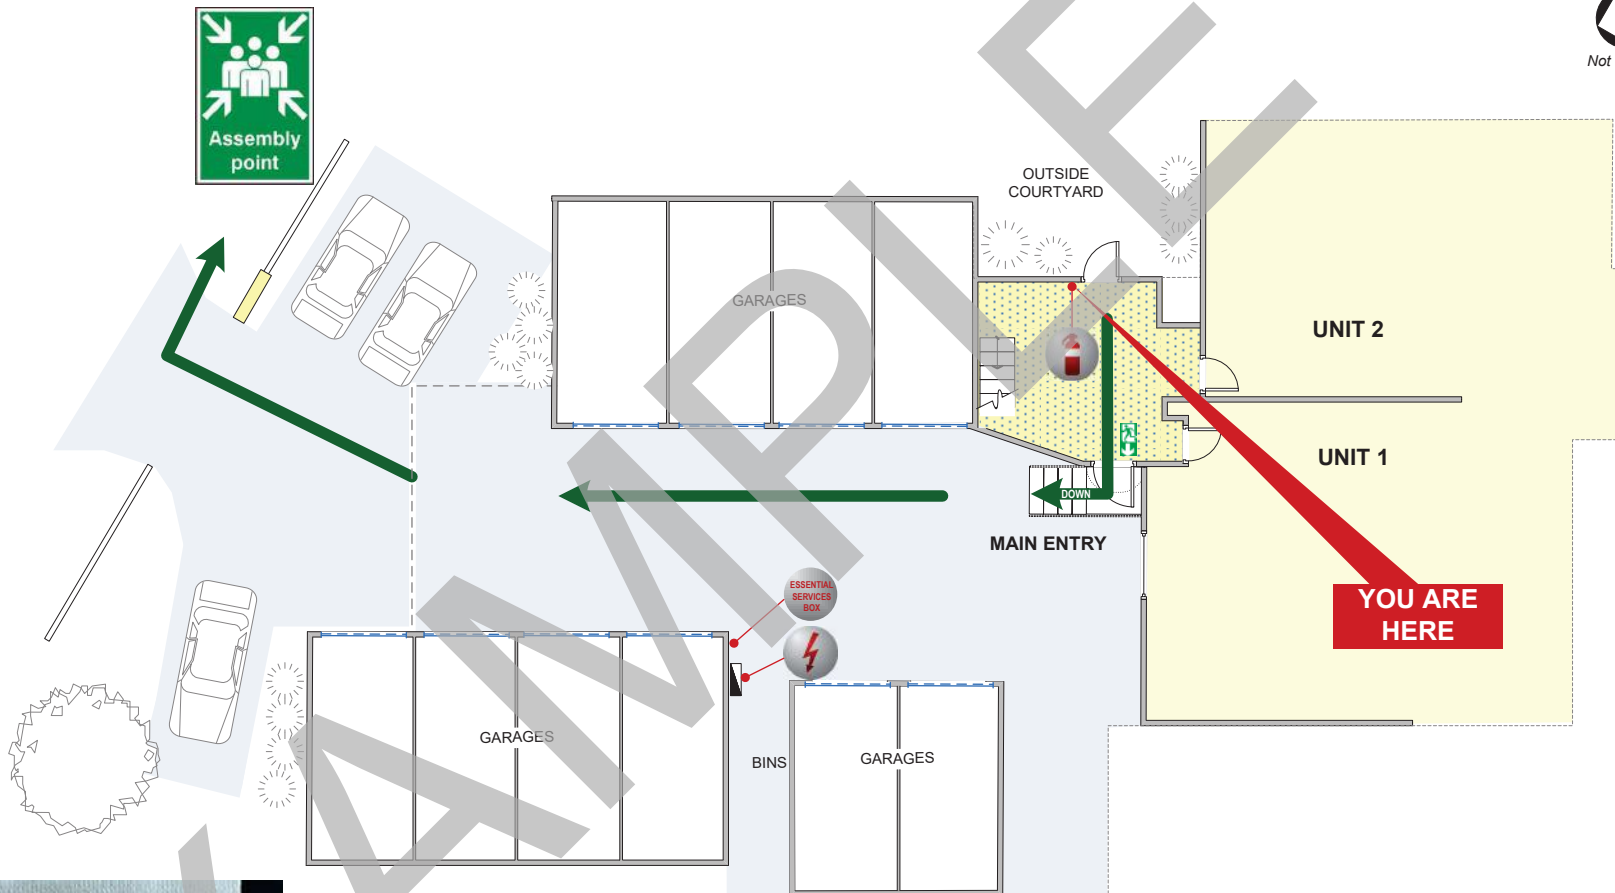 Assembly
point
Not
OUTSIDE
COURTYARD
GARAGES
UNIT 2
UNIT 1
DOWN
MAIN ENTRY
YOU ARE
HERE
ESSENTIAL
SERVICES
BOX
GARAGES
BINS
GARAGES
AMPLE